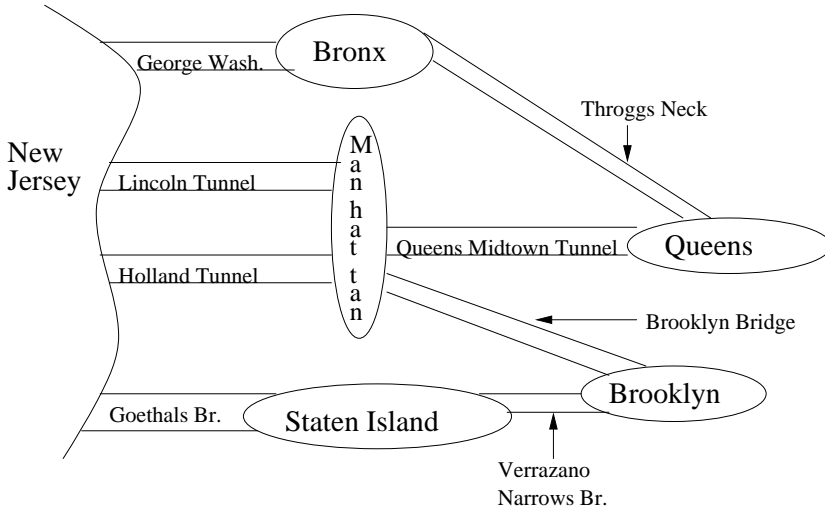 Bronx
George Wash.
Throggs Neck
New
Jersey
Manhattan
Lincoln Tunnel
Queens Midtown Tunnel
Queens
Holland Tunnel
Brooklyn Bridge
Brooklyn
Goethals Br.
Staten Island
Verrazano
Narrows Br.